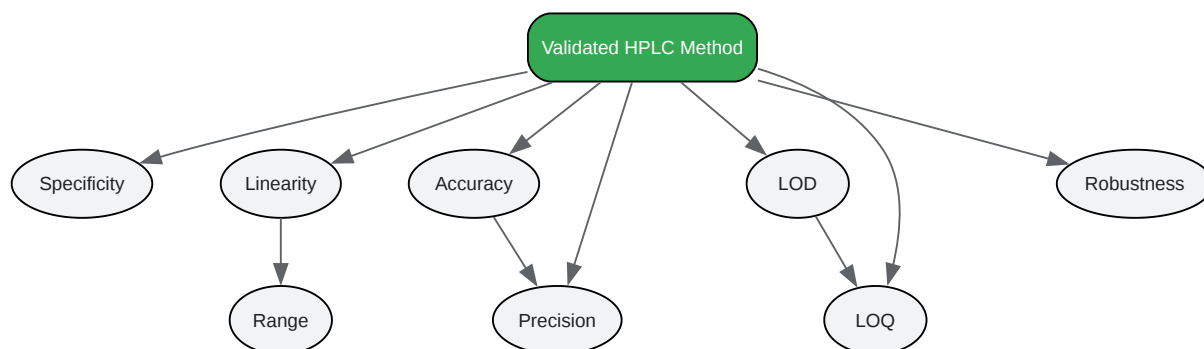 Validated HPLC Method
Specificity
Linearity
Accuracy
LOD
Robustness
Range
Precision
LOQ